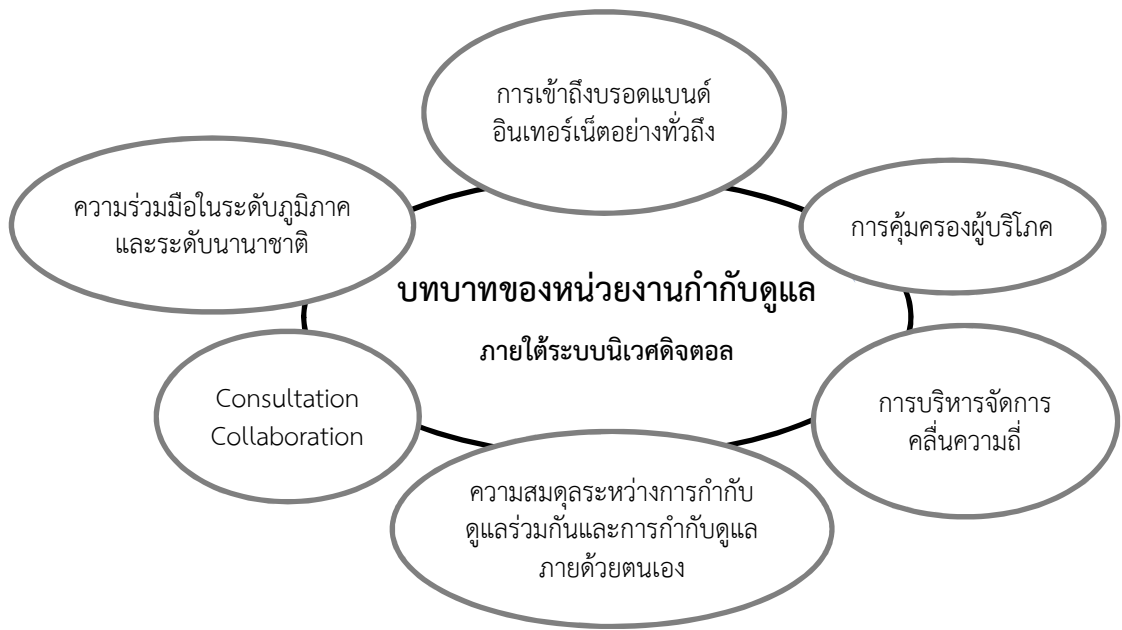 การเข้าถึงบรอดแบนด์
อินเทอร์เน็ตอย่างทั่วถึง
ความร่วมมือในระดับภูมิภาค
และระดับนานาชาติ
การคุ้มครองผู้บริโภค
บทบาทของหน่วยงานกำกับดูแล
ภายใต้ระบบนิเวศดิจตอล
Consultation
Collaboration
การบริหารจัดการ
คลื่นความถี่
ความสมดุลระหว่างการกำกับ
ดูแลร่วมกันและการกำกับดูแล
ภายด้วยตนเอง